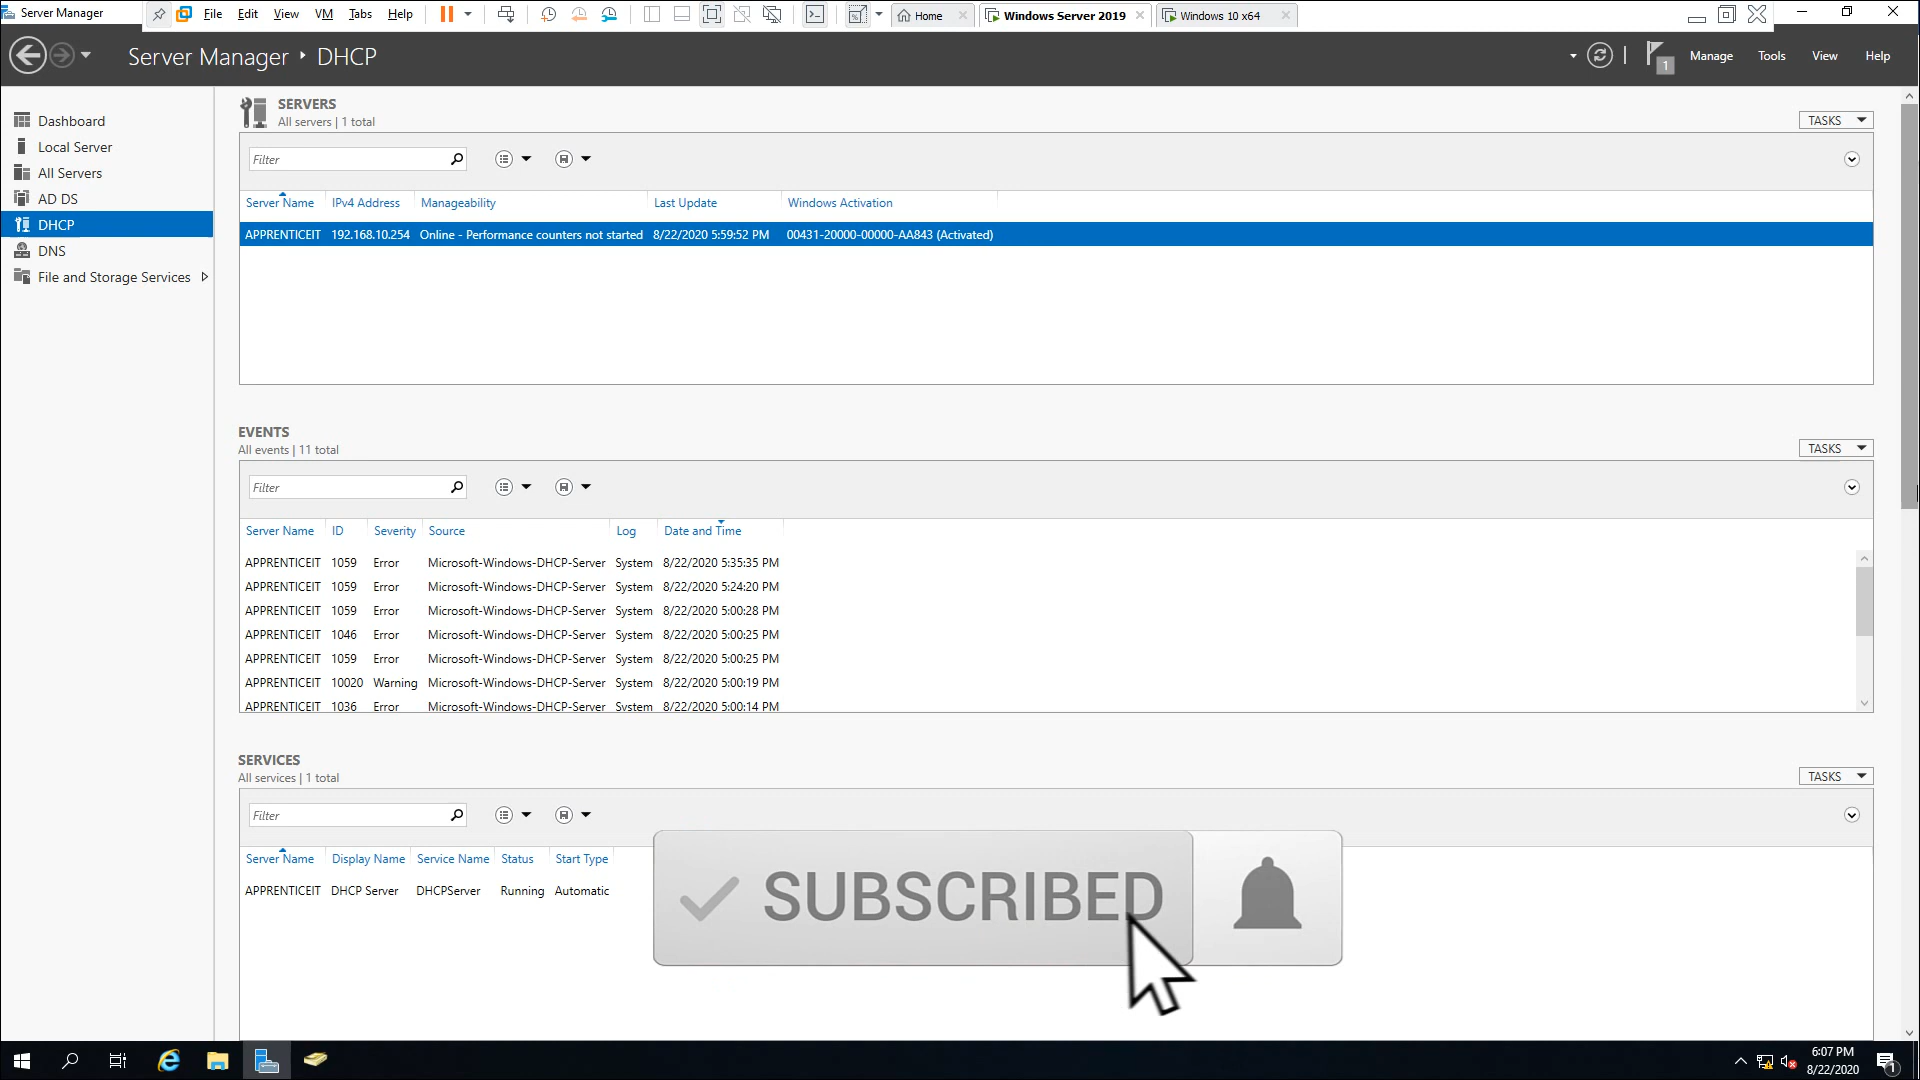 Server Manager
File Edit View VM Tabs Help
Home
Windows Server 2019
Windows 10 x64
Server Manager DHCP
1
Manage Tools View Help
Dashboard
Local Server
All Servers
AD DS
DHCP
DNS
File and Storage Services
SERVERS
All servers | 1 total
TASKS
Filter
Server Name IPv4 Address Manageability Last Update Windows Activation
APPRENTICEIT 192.168.10.254 Online - Performance counters not started 8/22/2020 5:59:52 PM 00431-20000-00000-AA843 (Activated)
EVENTS
All events | 11 total
TASKS
Filter
Server Name ID Severity Source Log Date and Time
APPRENTICEIT 1059 Error Microsoft-Windows-DHCP-Server System 8/22/2020 5:35:35 PM
APPRENTICEIT 1059 Error Microsoft-Windows-DHCP-Server System 8/22/2020 5:24:20 PM
APPRENTICEIT 1059 Error Microsoft-Windows-DHCP-Server System 8/22/2020 5:00:28 PM
APPRENTICEIT 1046 Error Microsoft-Windows-DHCP-Server System 8/22/2020 5:00:25 PM
APPRENTICEIT 1059 Error Microsoft-Windows-DHCP-Server System 8/22/2020 5:00:25 PM
APPRENTICEIT 10020 Warning Microsoft-Windows-DHCP-Server System 8/22/2020 5:00:19 PM
APPRENTICEIT 1036 Error Microsoft-Windows-DHCP-Server System 8/22/2020 5:00:14 PM
SERVICES
All services | 1 total
TASKS
Filter
Server Name Display Name Service Name Status Start Type
APPRENTICEIT DHCP Server DHCPServer Running Automatic
SUBSCRIBED
6:07 PM
8/22/2020
1